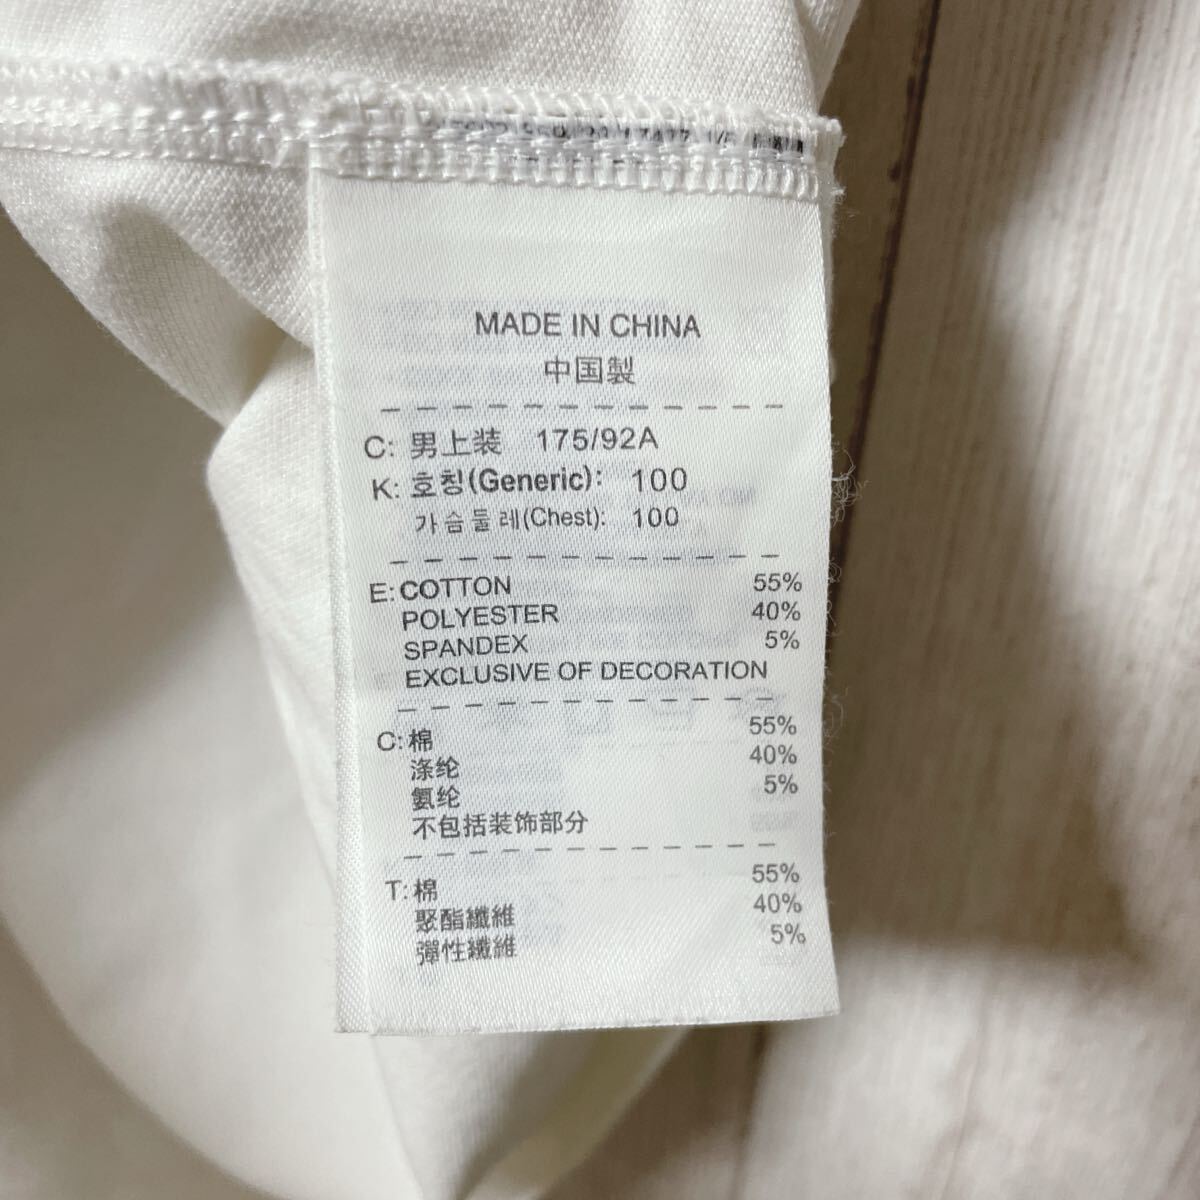 MADE IN CHINA
中国製
C: 男上装 175/92A
K: 호칭(Generic): 100
가슴둘레(Chest): 100
E: COTTON 55%
POLYESTER 40%
SPANDEX 5%
EXCLUSIVE OF DECORATION
C: 棉 55%
涤纶 40%
氨纶 5%
不包括装饰部分
T: 棉 55%
聚酯纖維 40%
彈性纖維 5%